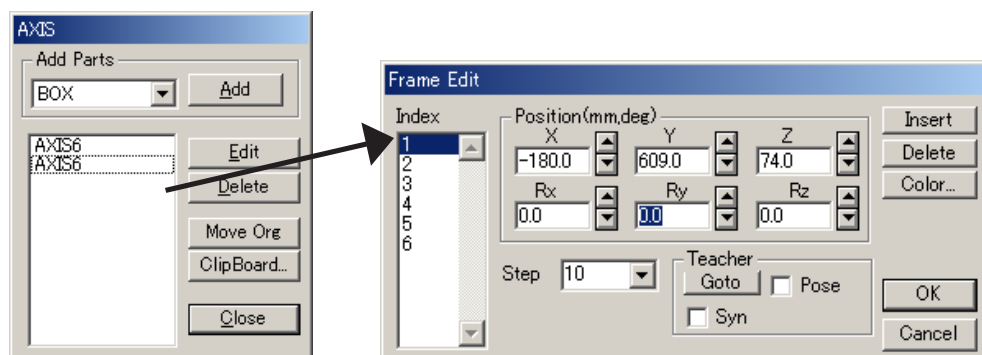 AXIS
Add Parts
BOX
Add
AXIS6
AXIS6
Edit
Delete
Move Org
ClipBoard...
Close
Frame Edit
Index
1
2
3
4
5
6
Position(mm,deg)
X Y Z
-180.0 609.0 74.0
Rx Ry Rz
0.0 0.0 0.0
Step 10
Teacher
Goto Pose
Syn
Insert
Delete
Color...
OK
Cancel